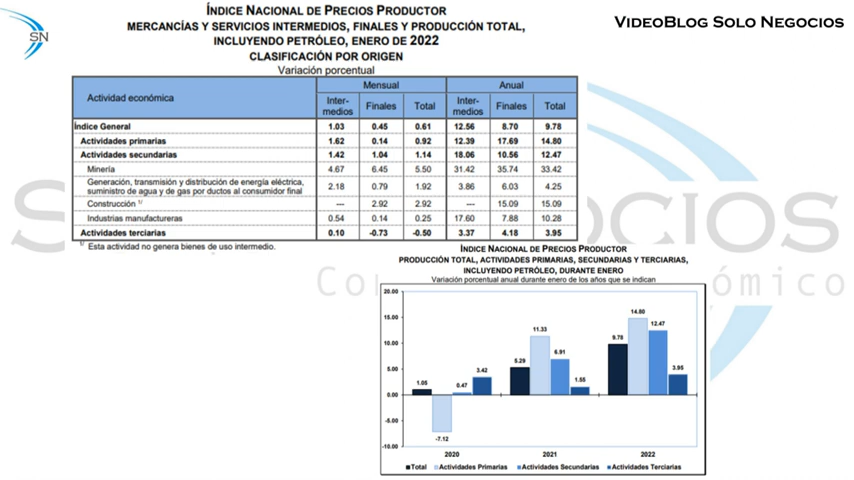 SN
VideoBlog Solo Negocios
ÍNDICE NACIONAL DE PRECIOS PRODUCTOR
MERCANCÍAS Y SERVICIOS INTERMEDIOS, FINALES Y PRODUCCIÓN TOTAL,
INCLUYENDO PETRÓLEO, ENERO DE 2022
CLASIFICACIÓN POR ORIGEN
Variación porcentual
Actividad económica Mensual Anual
Inter-medios Finales Total Inter-medios Finales Total
Índice General 1.03 0.45 0.61 12.56 8.70 9.78
Actividades primarias 1.62 0.14 0.92 12.39 17.69 14.80
Actividades secundarias 1.42 1.04 1.14 18.06 10.56 12.47
Minería 4.67 6.45 5.50 31.42 35.74 33.42
Generación, transmisión y distribución de energía eléctrica,
suministro de agua y de gas por ductos al consumidor final 2.18 0.79 1.92 3.86 6.03 4.25
Construcción 1/ --- 2.92 2.92 --- 15.09 15.09
Industrias manufactureras 0.54 0.14 0.25 17.60 7.88 10.28
Actividades terciarias 0.10 -0.73 -0.50 3.37 4.18 3.95
1/ Esta actividad no genera bienes de uso intermedio.
ÍNDICE NACIONAL DE PRECIOS PRODUCTOR
PRODUCCIÓN TOTAL, ACTIVIDADES PRIMARIAS, SECUNDARIAS Y TERCIARIAS,
INCLUYENDO PETRÓLEO, DURANTE ENERO
Variación porcentual anual durante enero de los años que se indican
20.00
15.00
10.00
5.00
0.00
-5.00
-10.00
1.05 -7.12 0.47 3.42
5.29 11.33 6.91 1.55
9.78 14.80 12.47 3.95
2020 2021 2022
Total Actividades Primarias Actividades Secundarias Actividades Terciarias